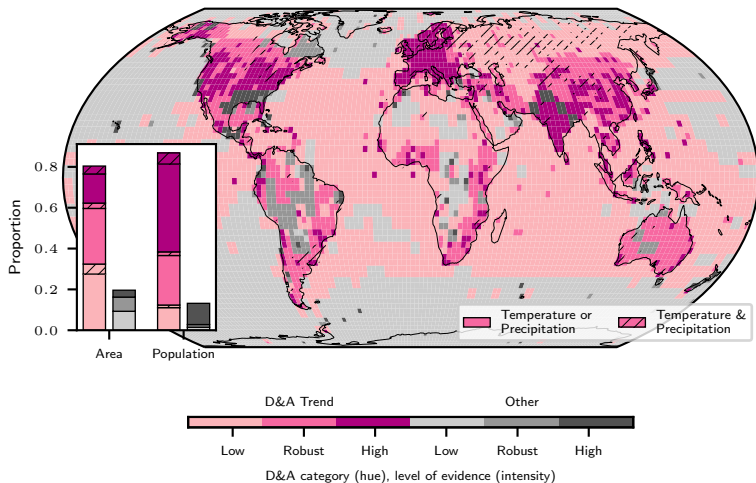 0.8
0.6
0.4
0.2
0.0
Proportion
Area
Population
Temperature or
Precipitation
Temperature &
Precipitation
D&A Trend
Other
Low
Robust
High
Low
Robust
High
D&A category (hue), level of evidence (intensity)